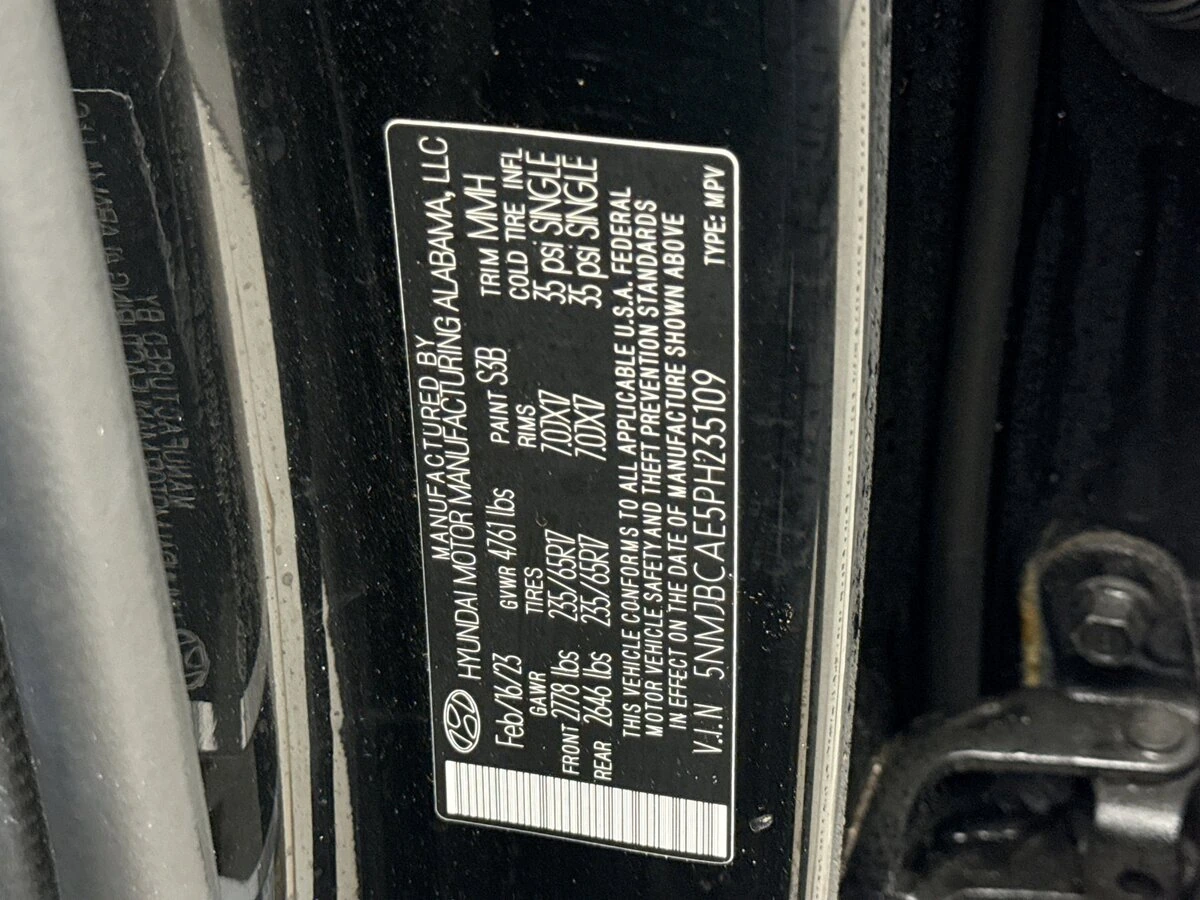 MANUFACTURED BY
HYUNDAI MOTOR MANUFACTURING ALABAMA, LLC
Feb/16/23 GVWR 4761 lbs PAINT S3B TRIM MMH
GAWR TIRES RIMS COLD TIRE INFL
FRONT 2778 lbs 235/65R17 7.0JX17 35 psi SINGLE
REAR 2646 lbs 235/65R17 7.0JX17 35 psi SINGLE
THIS VEHICLE CONFORMS TO ALL APPLICABLE U.S.A. FEDERAL
MOTOR VEHICLE SAFETY AND THEFT PREVENTION STANDARDS
IN EFFECT ON THE DATE OF MANUFACTURE SHOWN ABOVE
V.I.N 5NMJBCAE5PH235109 TYPE: MPV